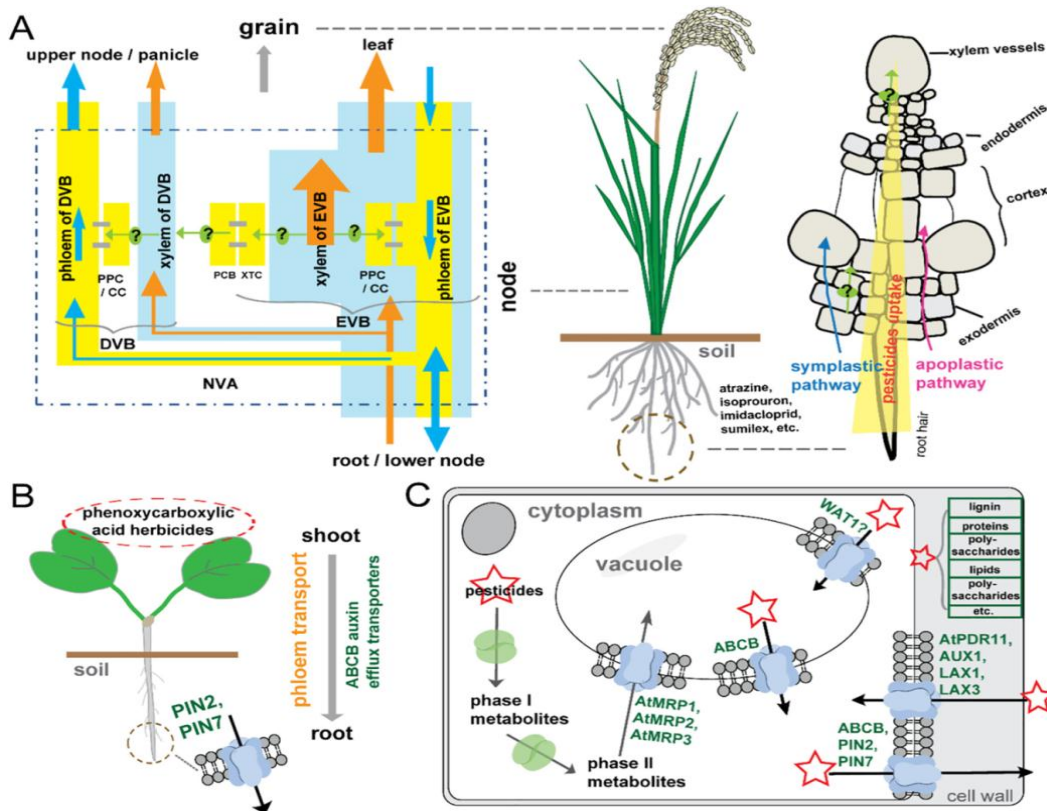 A
grain
upper node / panicle
leaf
phloem of DVB
xylem of DVB
xylem of EVB
phloem of EVB
?
?
?
PPC
/ CC
PCB
XTC
PPC
/ CC
DVB
EVB
NVA
node
root / lower node
soil
atrazine,
isoprouron,
imidacloprid,
sumilex, etc.
xylem vessels
?
endodermis
cortex
?
exodermis
pesticides uptake
symplastic
pathway
apoplastic
pathway
root hair
B
phenoxycarboxylic
acid herbicides
shoot
phloem transport
ABCB auxin
efflux transporters
soil
PIN2,
PIN7
root
C
cytoplasm
vacuole
WAT1?
pesticides
ABCB
phase I
metabolites
AtMRP1,
AtMRP2,
AtMRP3
phase II
metabolites
lignin
proteins
poly-
saccharides
lipids
poly-
saccharides
etc.
AtPDR11,
AUX1,
LAX1,
LAX3
ABCB,
PIN2,
PIN7
cell wall